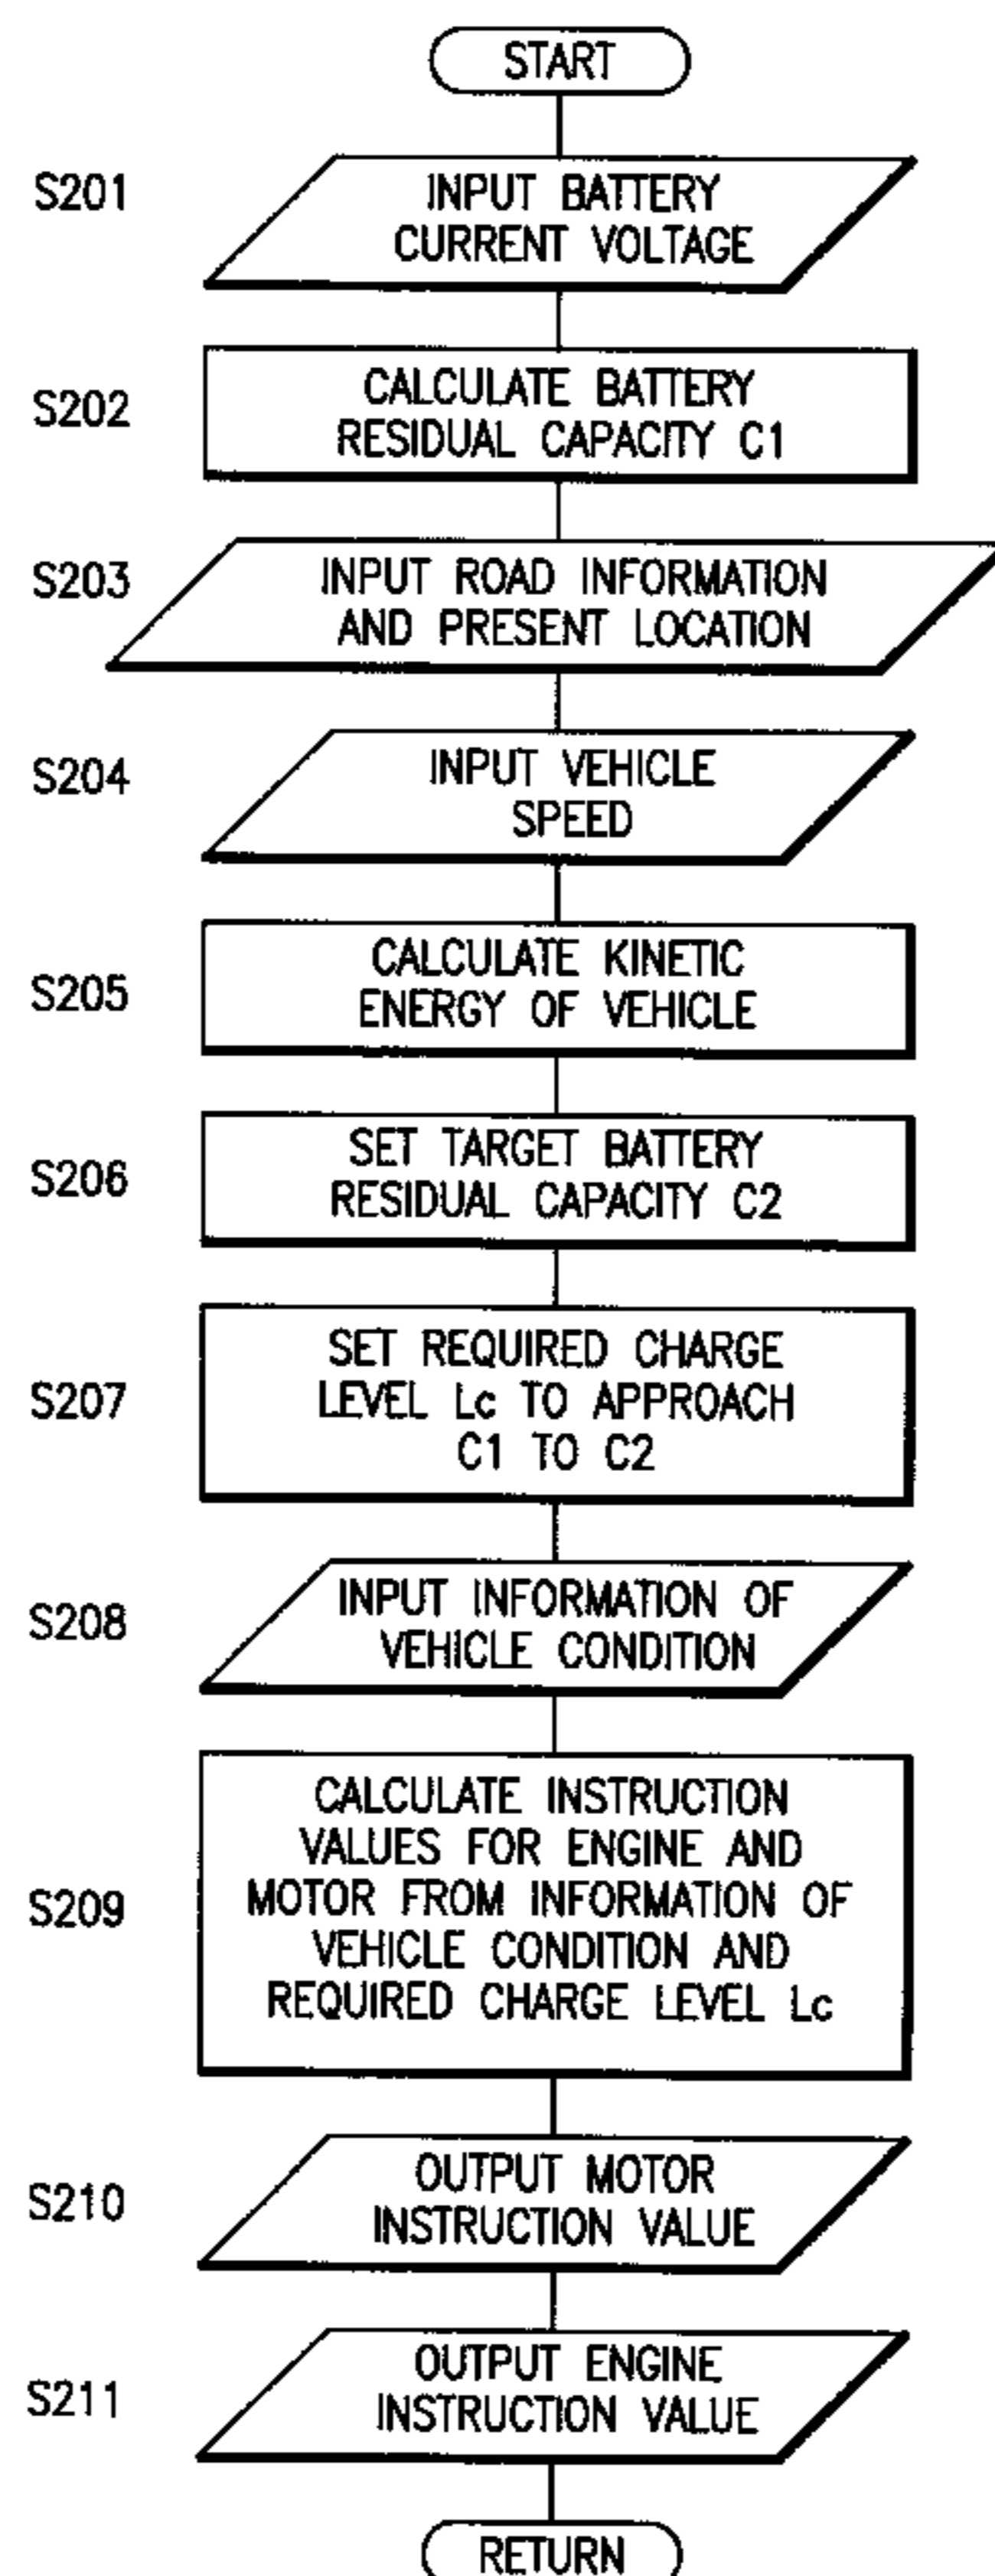 START
S201
INPUT BATTERY
CURRENT VOLTAGE
S202
CALCULATE BATTERY
RESIDUAL CAPACITY C1
S203
INPUT ROAD INFORMATION
AND PRESENT LOCATION
S204
INPUT VEHICLE
SPEED
S205
CALCULATE KINETIC
ENERGY OF VEHICLE
S206
SET TARGET BATTERY
RESIDUAL CAPACITY C2
S207
SET REQUIRED CHARGE
LEVEL Lc TO APPROACH
C1 TO C2
S208
INPUT INFORMATION OF
VEHICLE CONDITION
S209
CALCULATE INSTRUCTION
VALUES FOR ENGINE AND
MOTOR FROM INFORMATION OF
VEHICLE CONDITION AND
REQUIRED CHARGE LEVEL Lc
S210
OUTPUT MOTOR
INSTRUCTION VALUE
S211
OUTPUT ENGINE
INSTRUCTION VALUE
RETURN